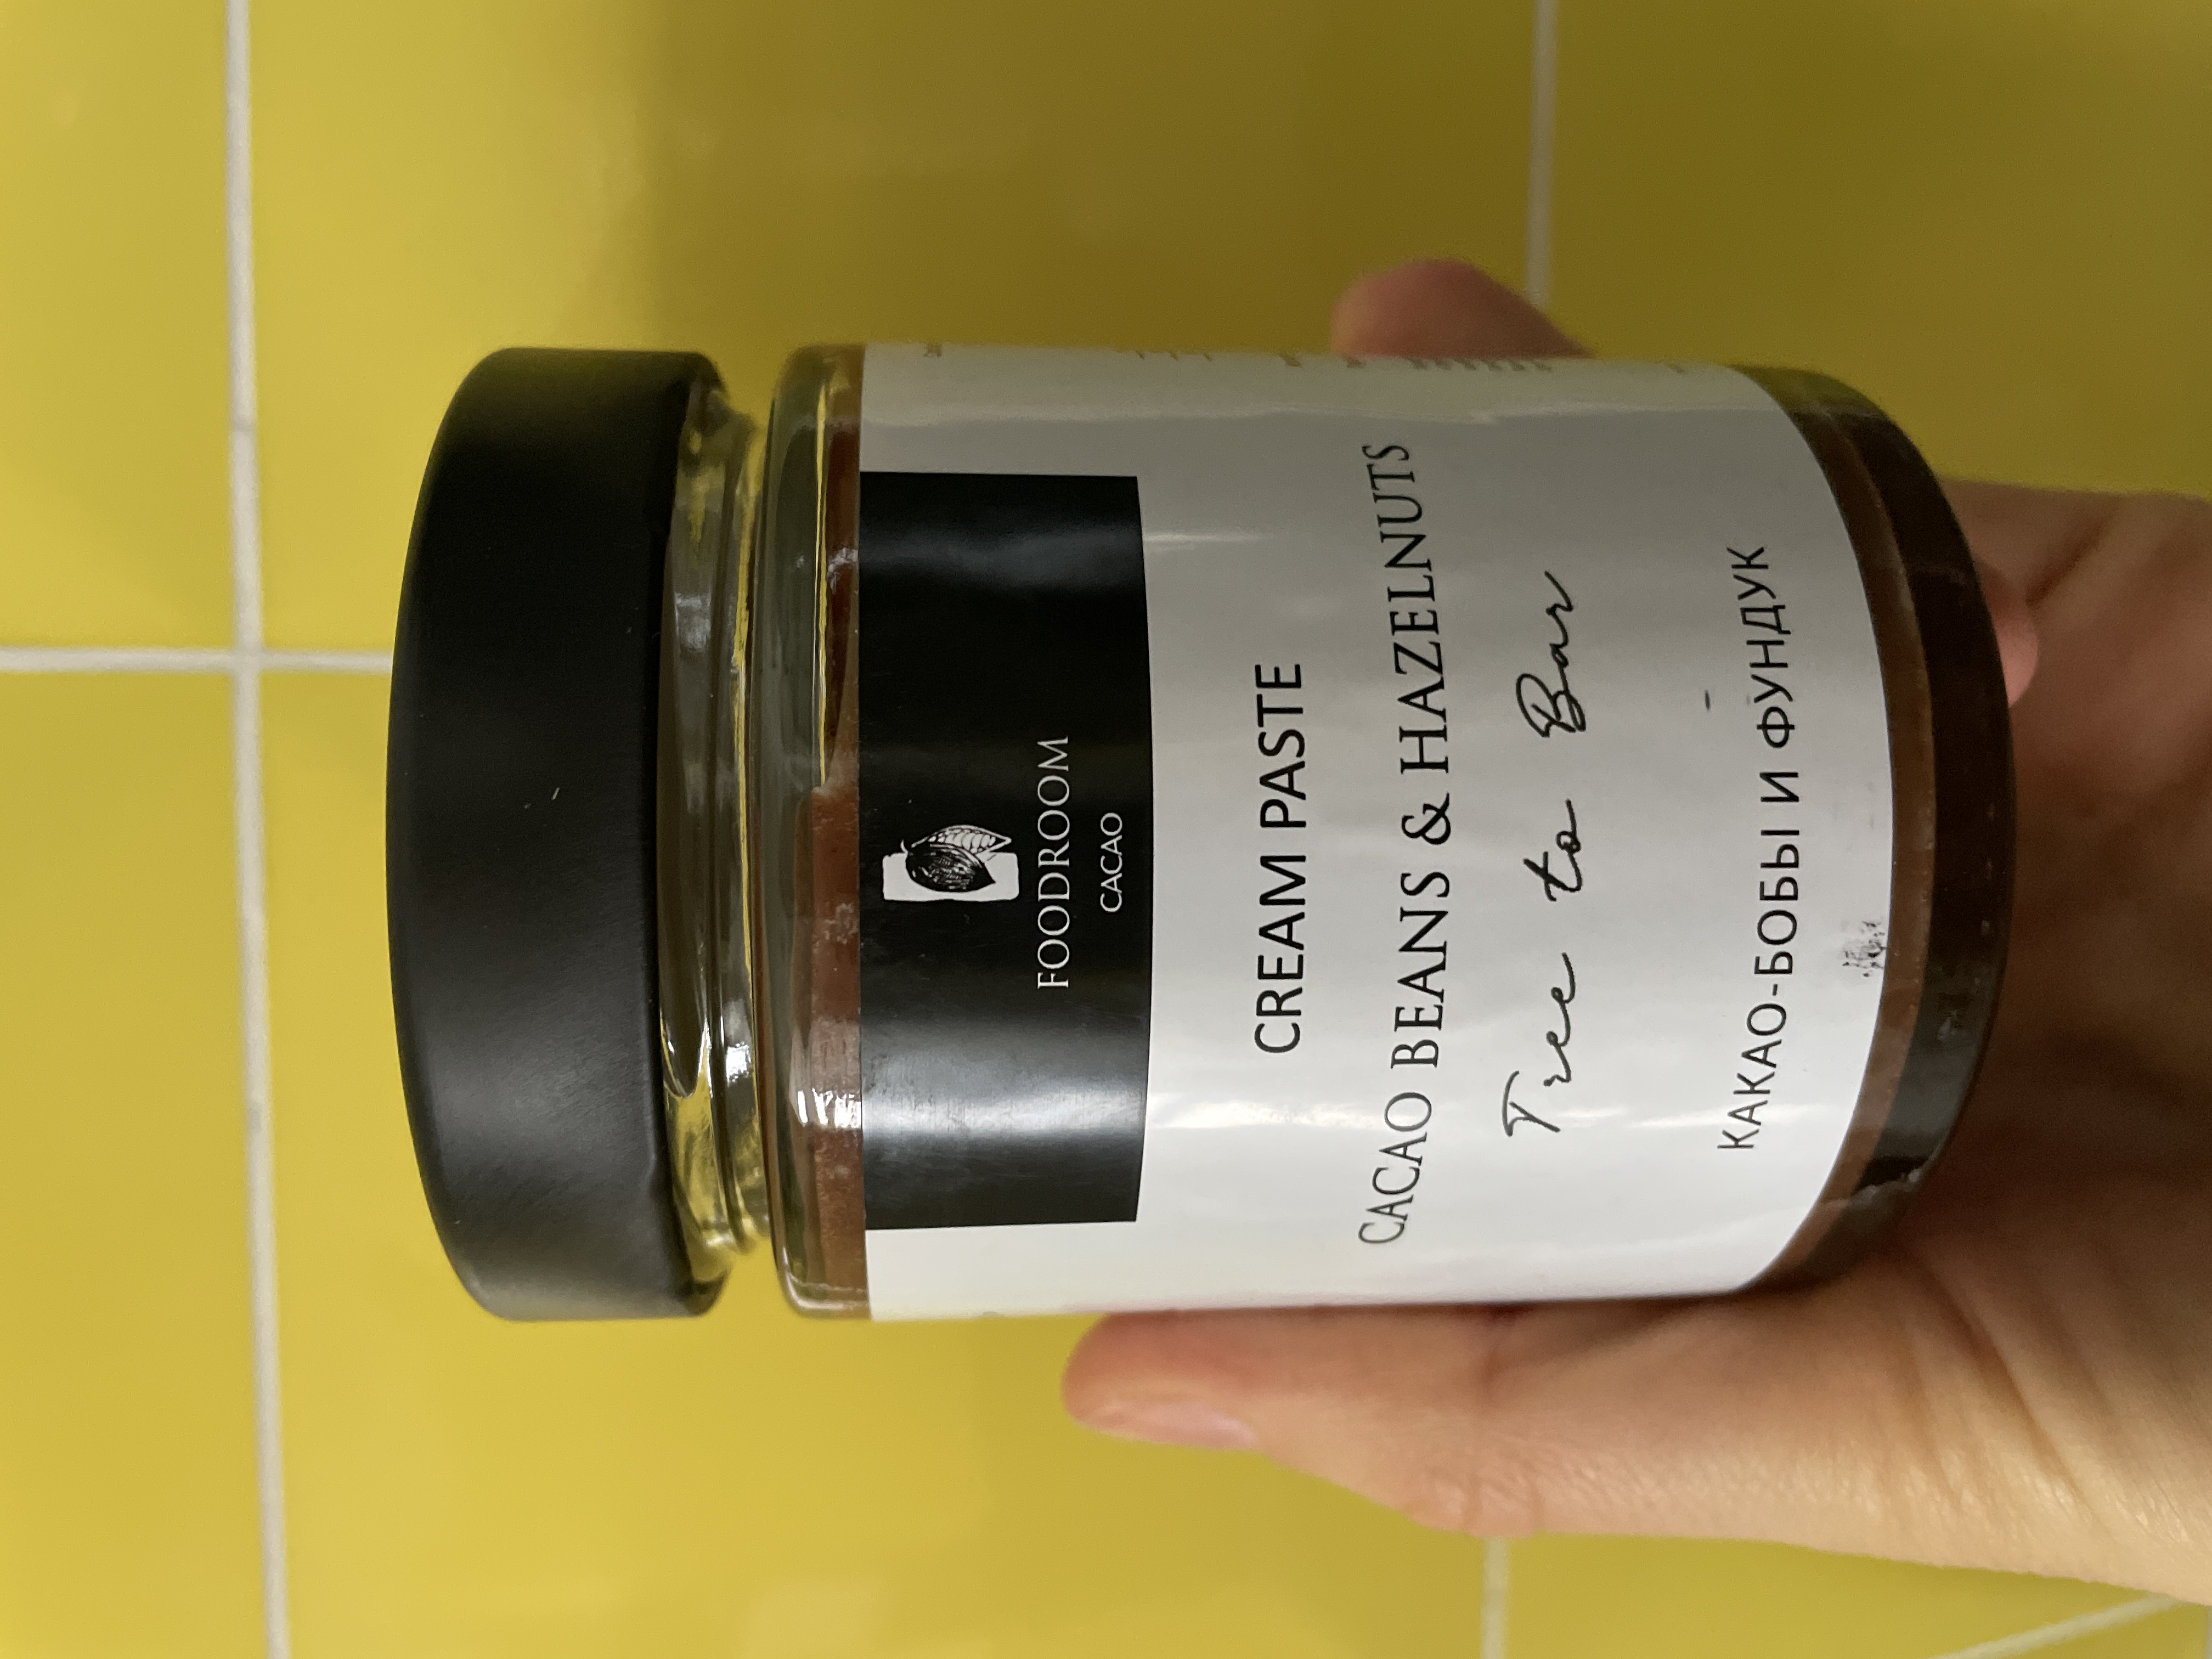 FOODROOM
CACAO
CREAM PASTE
CACAO BEANS & HAZELNUTS
Tree to Bar
КАКАО-БОБЫ И ФУНДУК